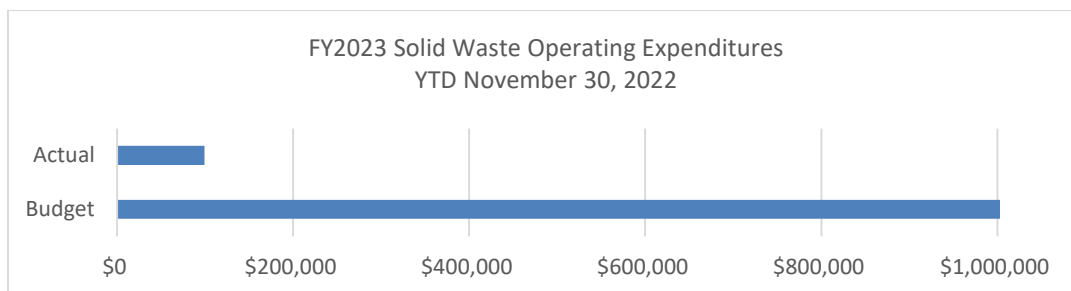 FY2023 Solid Waste Operating Expenditures
YTD November 30, 2022
Actual
Budget
$0 $200,000 $400,000 $600,000 $800,000 $1,000,000